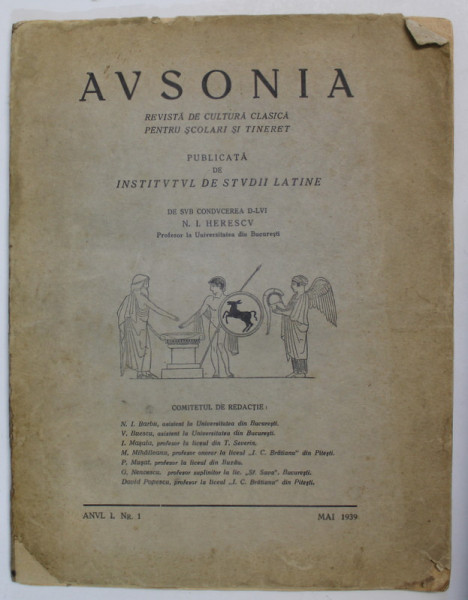 AVSONIA
REVISTĂ DE CULTURĂ CLASICĂ
PENTRU ȘCOLARI ȘI TINERET
PUBLICATĂ
DE
INSTITVTVL DE STVDII LATINE
DE SVB CONDVCEREA D-LVI
N. I. HERESCV
Profesor la Universitatea din București
COMITETUL DE REDACȚIE:
N. I. Barbu, asistent la Universitatea din București.
V. asistent la Universitatea din București.
I. profesor la liceul din T. Severin.
M. Mihăileanu, profesor onorar la liceul „I. C. Brătianu" din Pitești.
P. profesor la liceul din Buzău.
G. profesor suplinitor la lic. „Sf. Sava", București.
David Popescu, profesor la liceul „I. C. Brătianu" din Pitești.
ANVL I. Nr. 1
MAI 1939